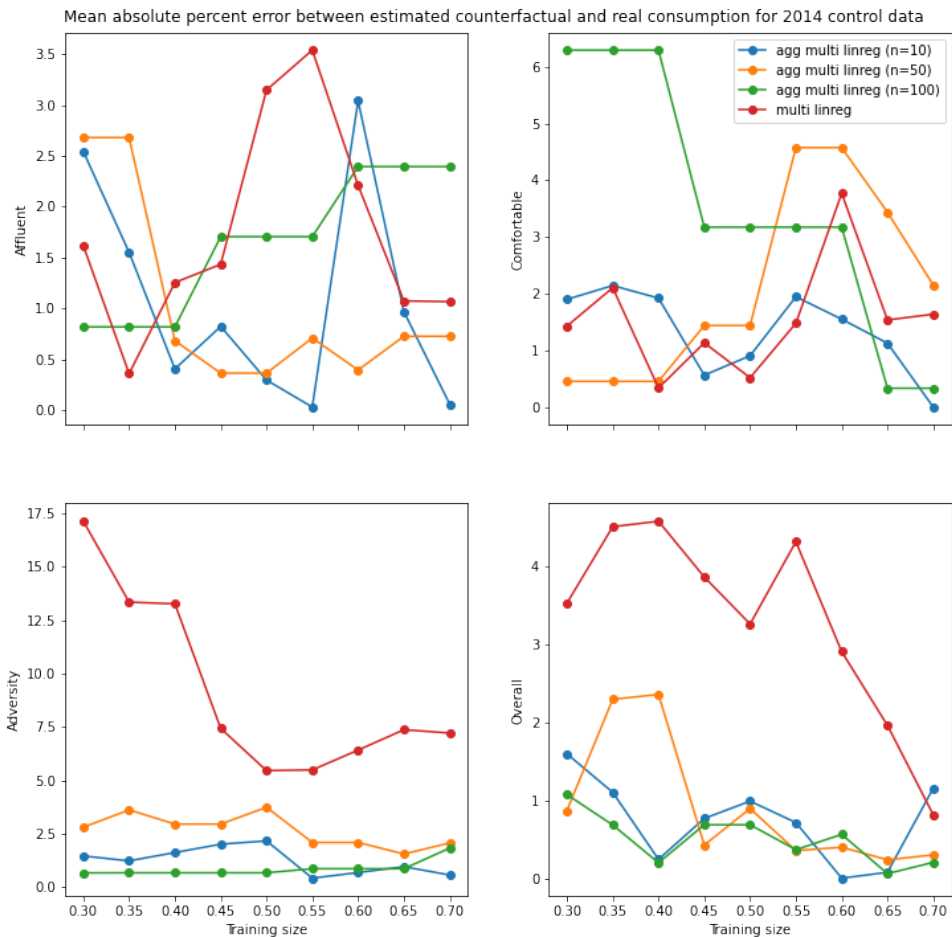 Mean absolute percent error between estimated counterfactual and real consumption for 2014 control data
3.5
3.0
2.5
2.0
1.5
1.0
0.5
0.0
Affluent
6
5
4
3
2
1
0
Comfortable
agg multi linreg (n=10)
agg multi linreg (n=50)
agg multi linreg (n=100)
multi linreg
17.5
15.0
12.5
10.0
7.5
5.0
2.5
0.0
Adversity
0.30 0.35 0.40 0.45 0.50 0.55 0.60 0.65 0.70
Training size
4
3
2
1
0
Overall
0.30 0.35 0.40 0.45 0.50 0.55 0.60 0.65 0.70
Training size